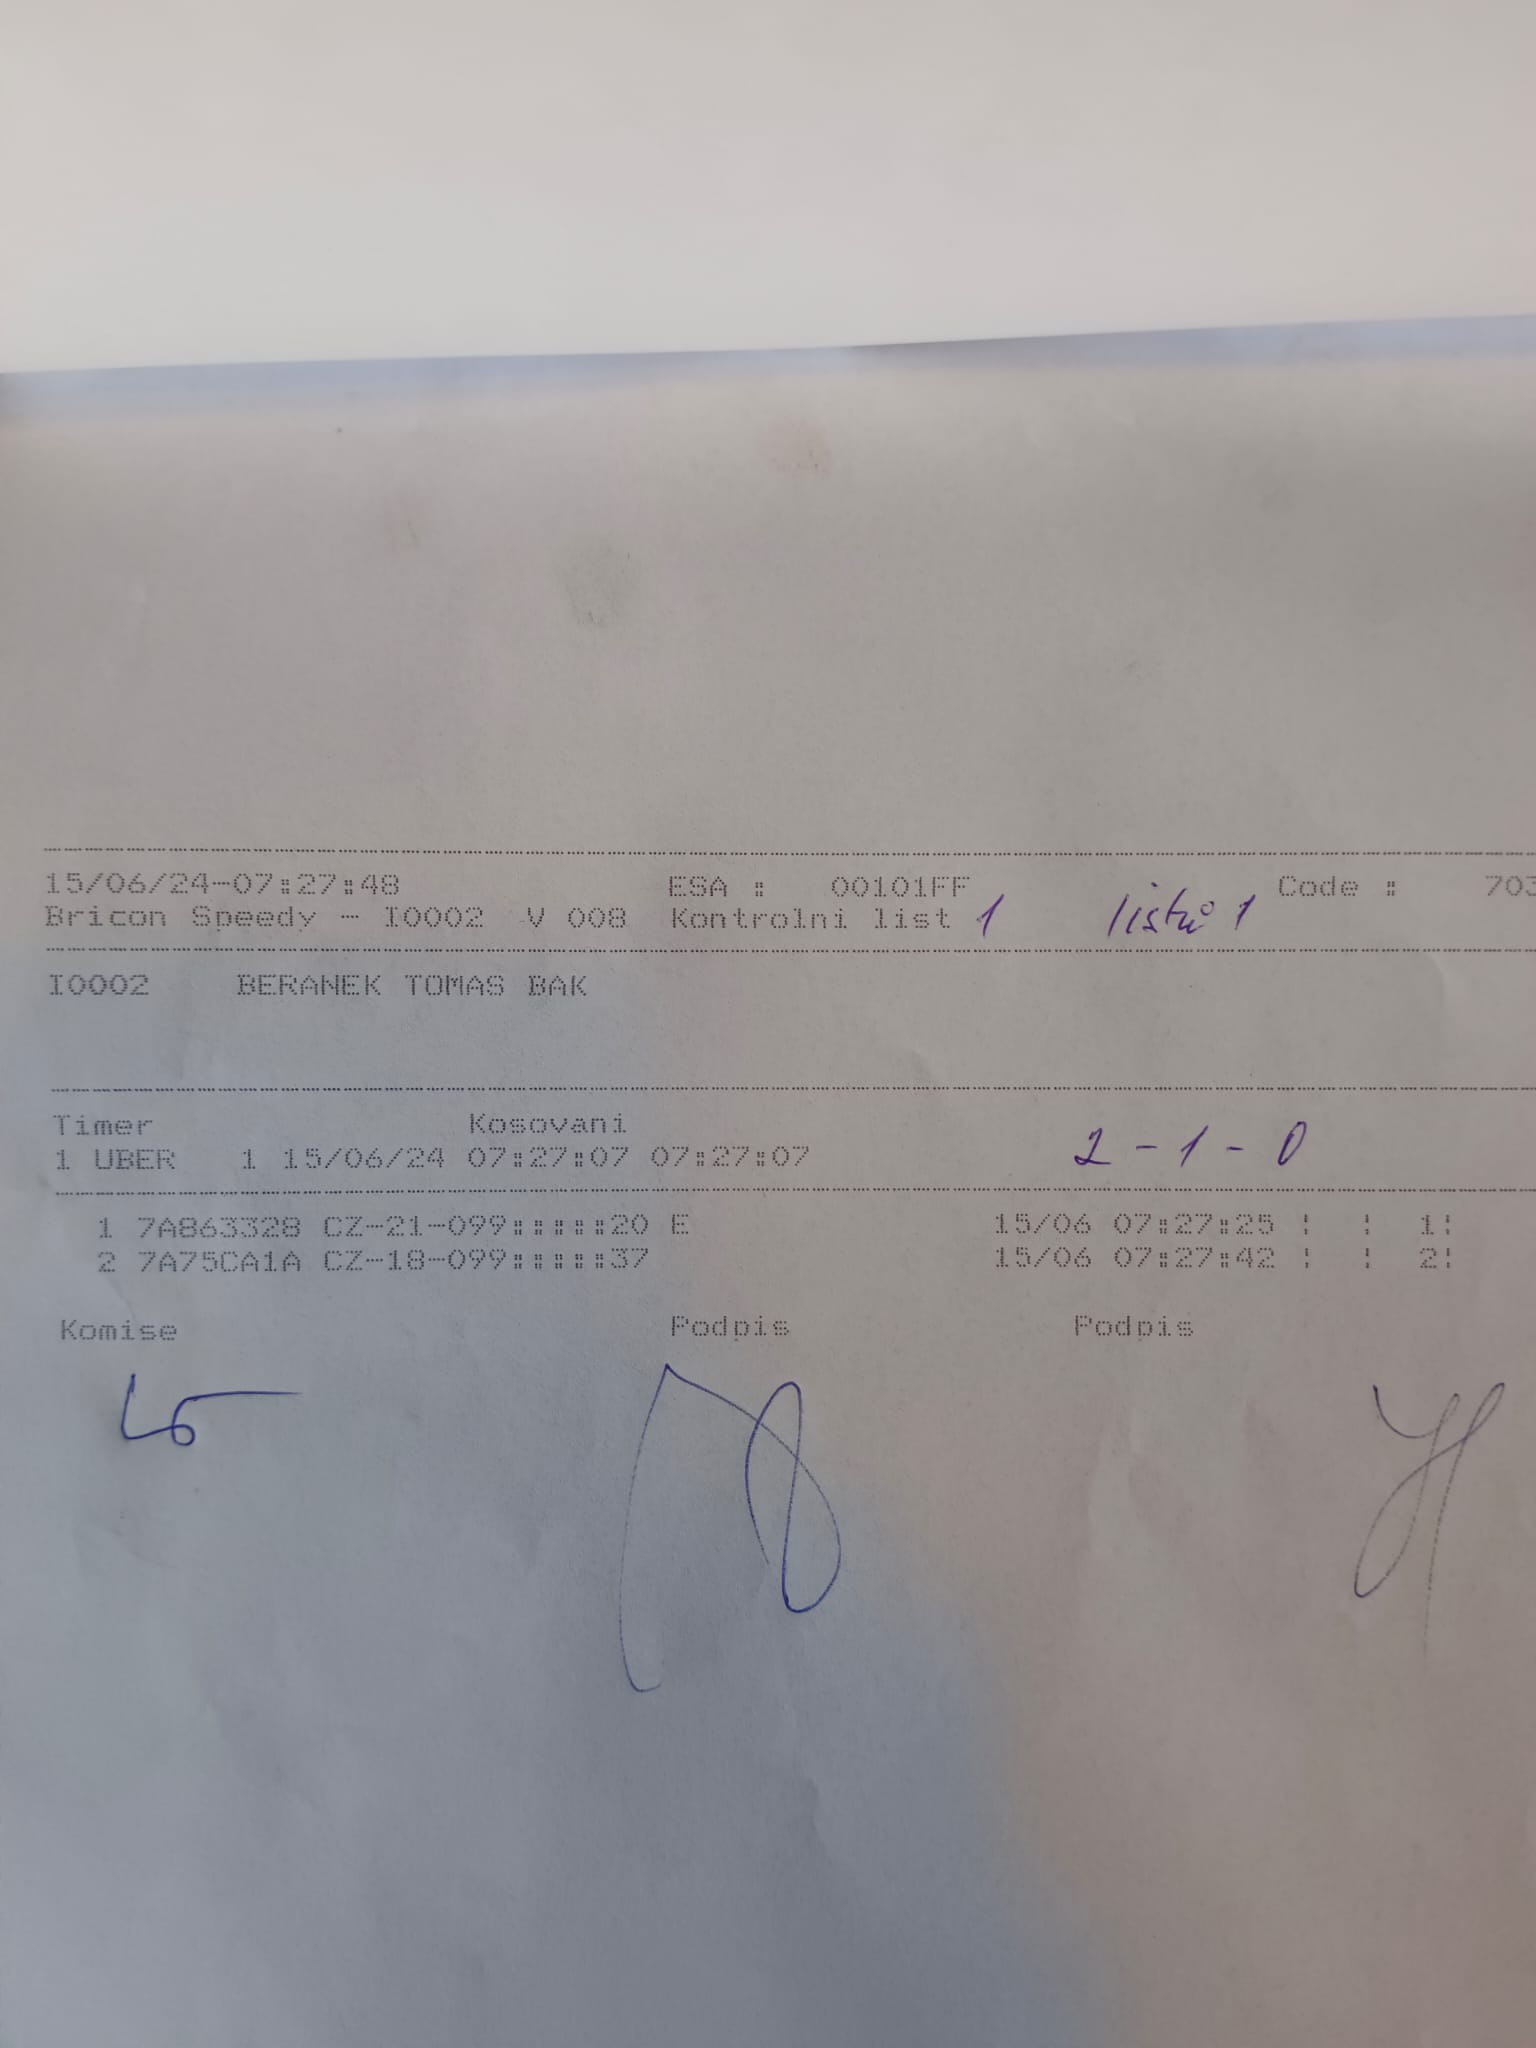 15/06/24-07:27:48 ESA : 00101FF Code : 703
Bricon Speedy - I0002 V 008 Kontrolni list 1 listů 1
I0002 BERANEK TOMAS BAK
Timer Kosovani
1 UBER 1 15/06/24 07:27:07 07:27:07 2 - 1 - 0
1 7A863328 CZ-21-099:::::20 E 15/06 07:27:25 ¦ ¦ 1¦
2 7A75CA1A CZ-18-099:::::37 15/06 07:27:42 ¦ ¦ 2¦
Komise Podpis Podpis